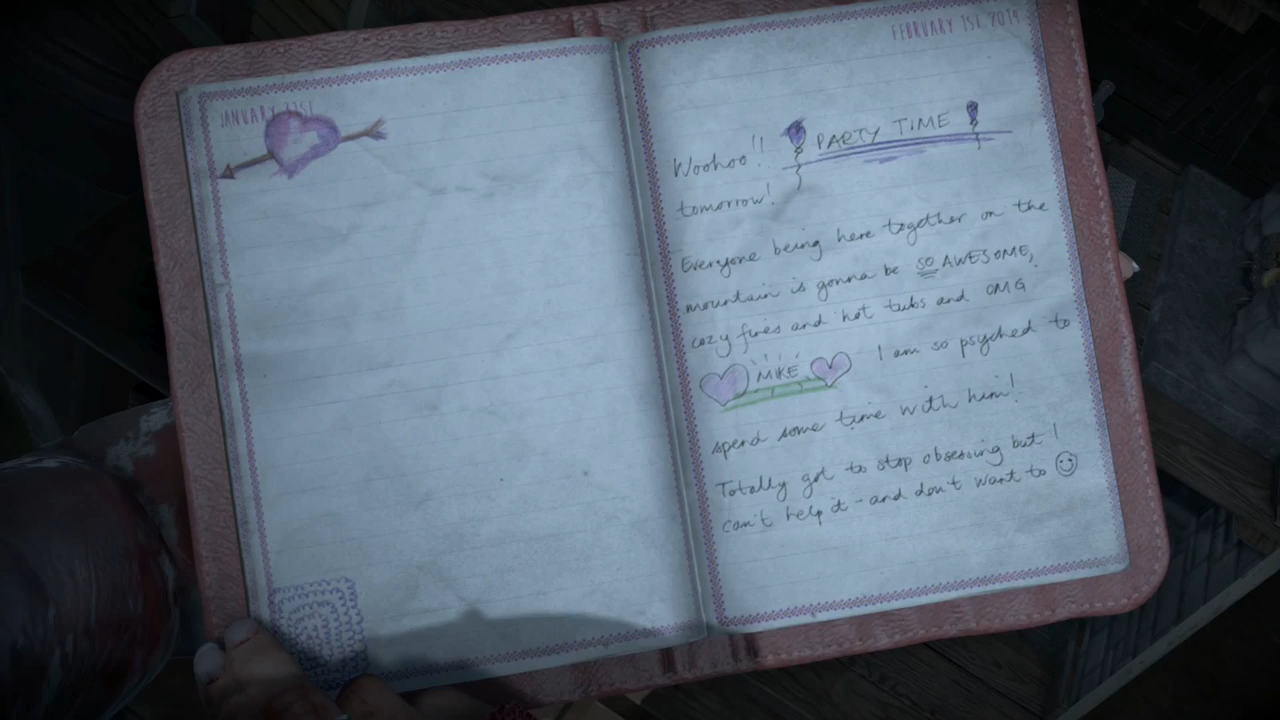 JANUARY 31ST
FEBRUARY 1ST 2014
Woohoo!! PARTY TIME
tomorrow!
Everyone being here together on the
mountain is gonna be SO AWESOME,
cozy fires and hot tubs and OMG
MIKE I am so psyched to
spend some time with him!
Totally got to stop obsessing but I
can't help it - and don't want to